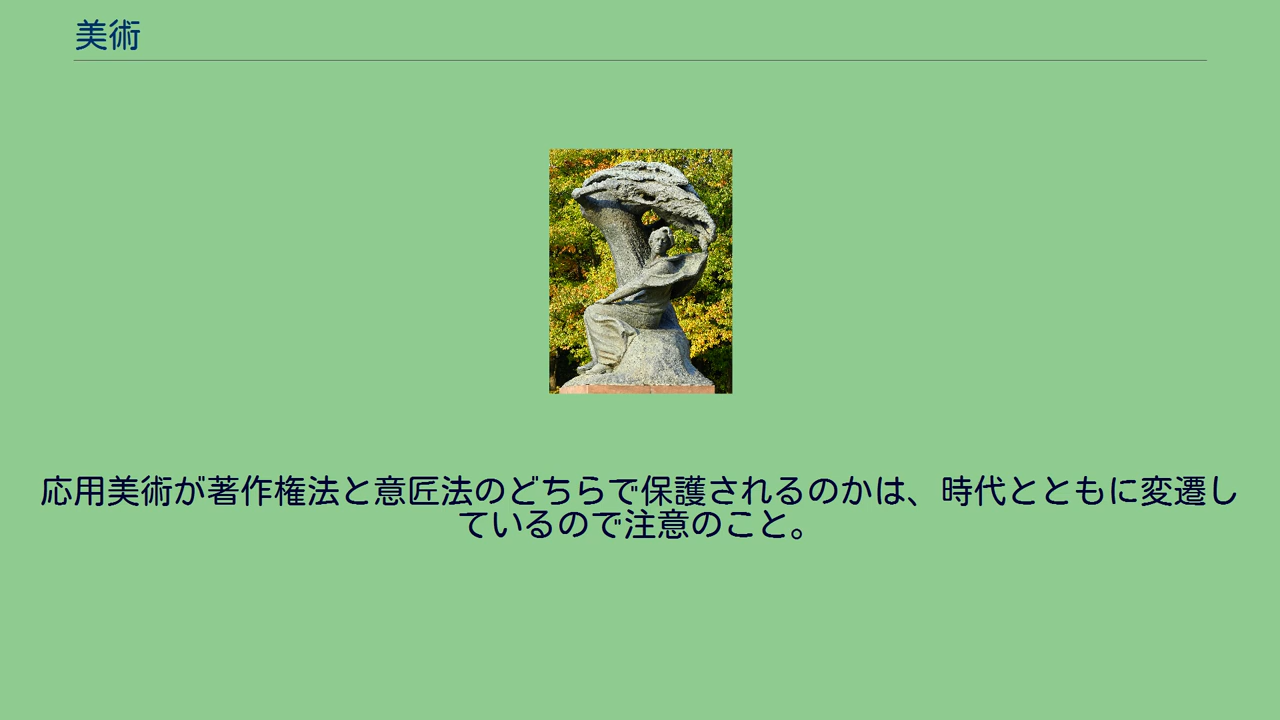 美術
応用美術が著作権法と意匠法のどちらで保護されるのかは、時代とともに変遷し
ているので注意のこと。